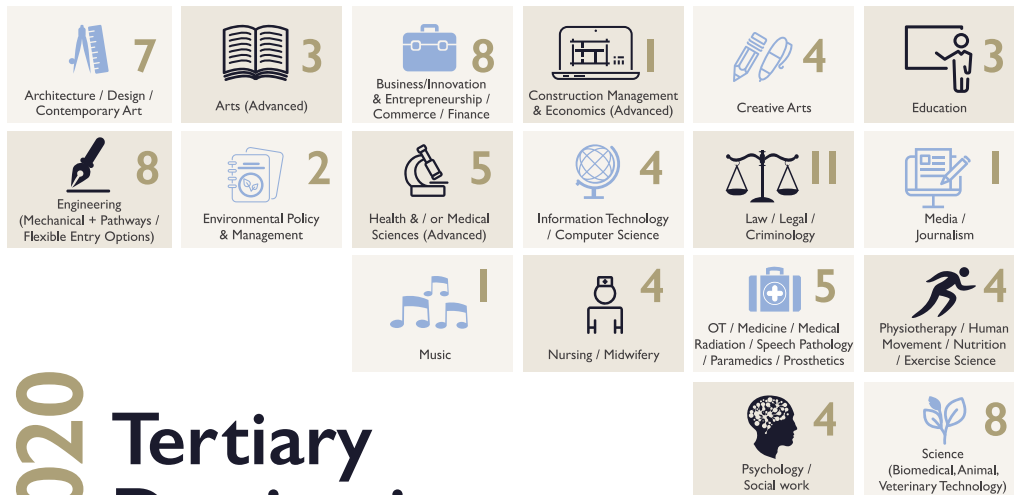 7
Architecture / Design /
Contemporary Art
3
Arts (Advanced)
8
Business/Innovation
& Entrepreneurship /
Commerce / Finance
1
Construction Management
& Economics (Advanced)
4
Creative Arts
3
Education
8
Engineering
(Mechanical + Pathways /
Flexible Entry Options)
2
Environmental Policy
& Management
5
Health & / or Medical
Sciences (Advanced)
4
Information Technology
/ Computer Science
11
Law / Legal /
Criminology
1
Media /
Journalism
1
Music
4
Nursing / Midwifery
5
OT / Medicine / Medical
Radiation / Speech Pathology
/ Paramedics / Prosthetics
4
Physiotherapy / Human
Movement / Nutrition
/ Exercise Science
4
Psychology /
Social work
8
Science
(Biomedical, Animal,
Veterinary Technology)
020
Tertiary